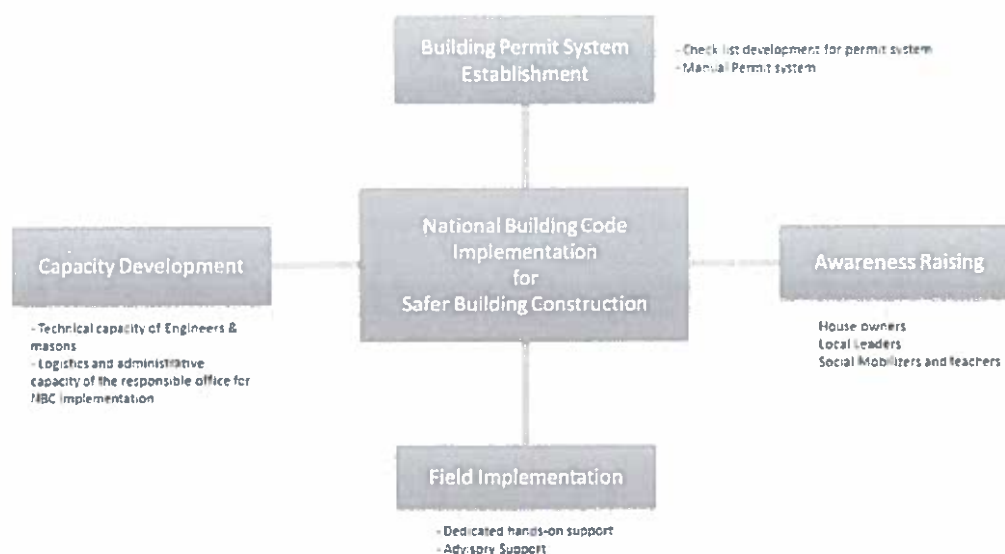 Building Permit System
Establishment
- Check list development for permit system
- Manual Permit system
National Building Code
Implementation
for
Safer Building Construction
Capacity Development
- Technical capacity of Engineers &
masons
- Logistics and administrative
capacity of the responsible office for
NBC implementation
Awareness Raising
House owners
Local Leaders
Social Mobilizers and teachers
Field Implementation
- Dedicated hands-on support
- Advisory Support